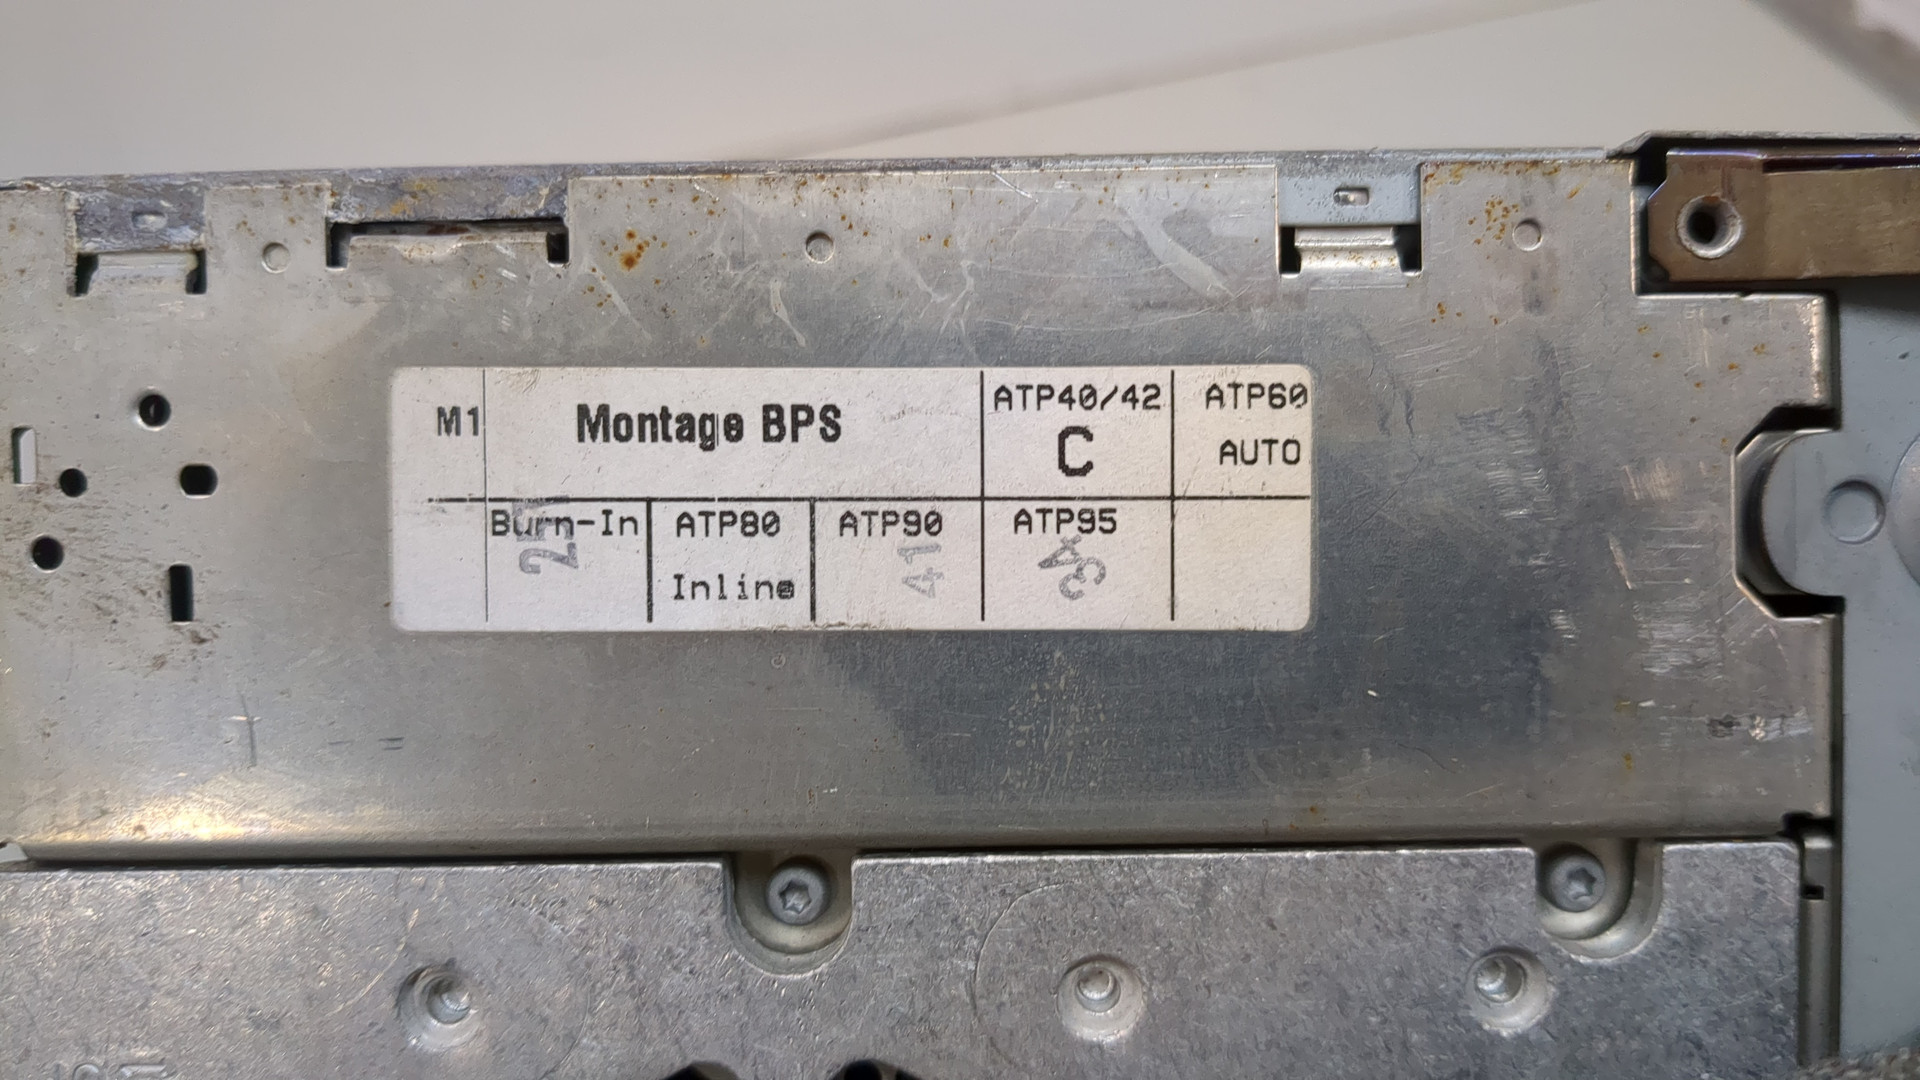 M1 Montage BPS ATP40/42 ATP60
C AUTO
Burn-In ATP80 ATP90 ATP95
Inline 41